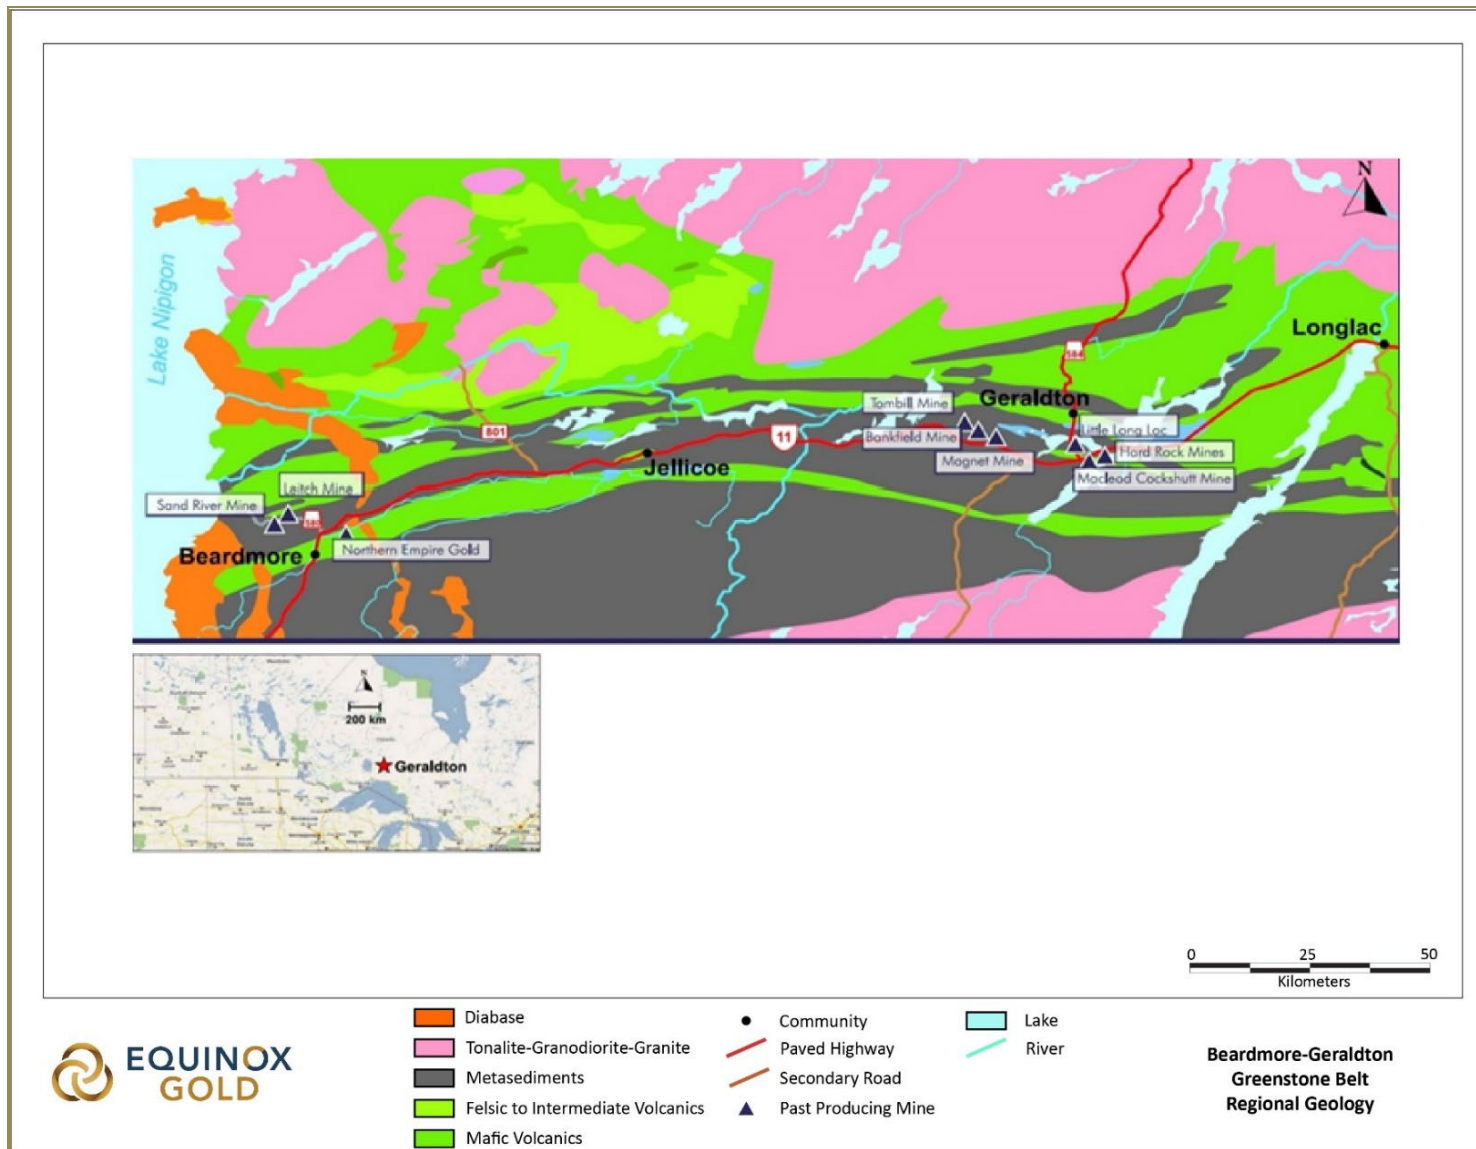 N
Lake Nipigon
Longlac
584
Geraldton
Tombill Mine
Little Long Loc
Bankfield Mine
11
801
Hard Rock Mines
Magnet Mine
Jellicoe
Macleod Cockshutt Mine
Leitch Mine
Sand River Mine
Beardmore
Northern Empire Gold
N
200 km
Geraldton
0 25 50
Kilometers
EQUINOX
GOLD
Diabase
Tonalite-Granodiorite-Granite
Metasediments
Felsic to Intermediate Volcanics
Mafic Volcanics
Community
Paved Highway
Secondary Road
Past Producing Mine
Lake
River
Beardmore-Geraldton
Greenstone Belt
Regional Geology